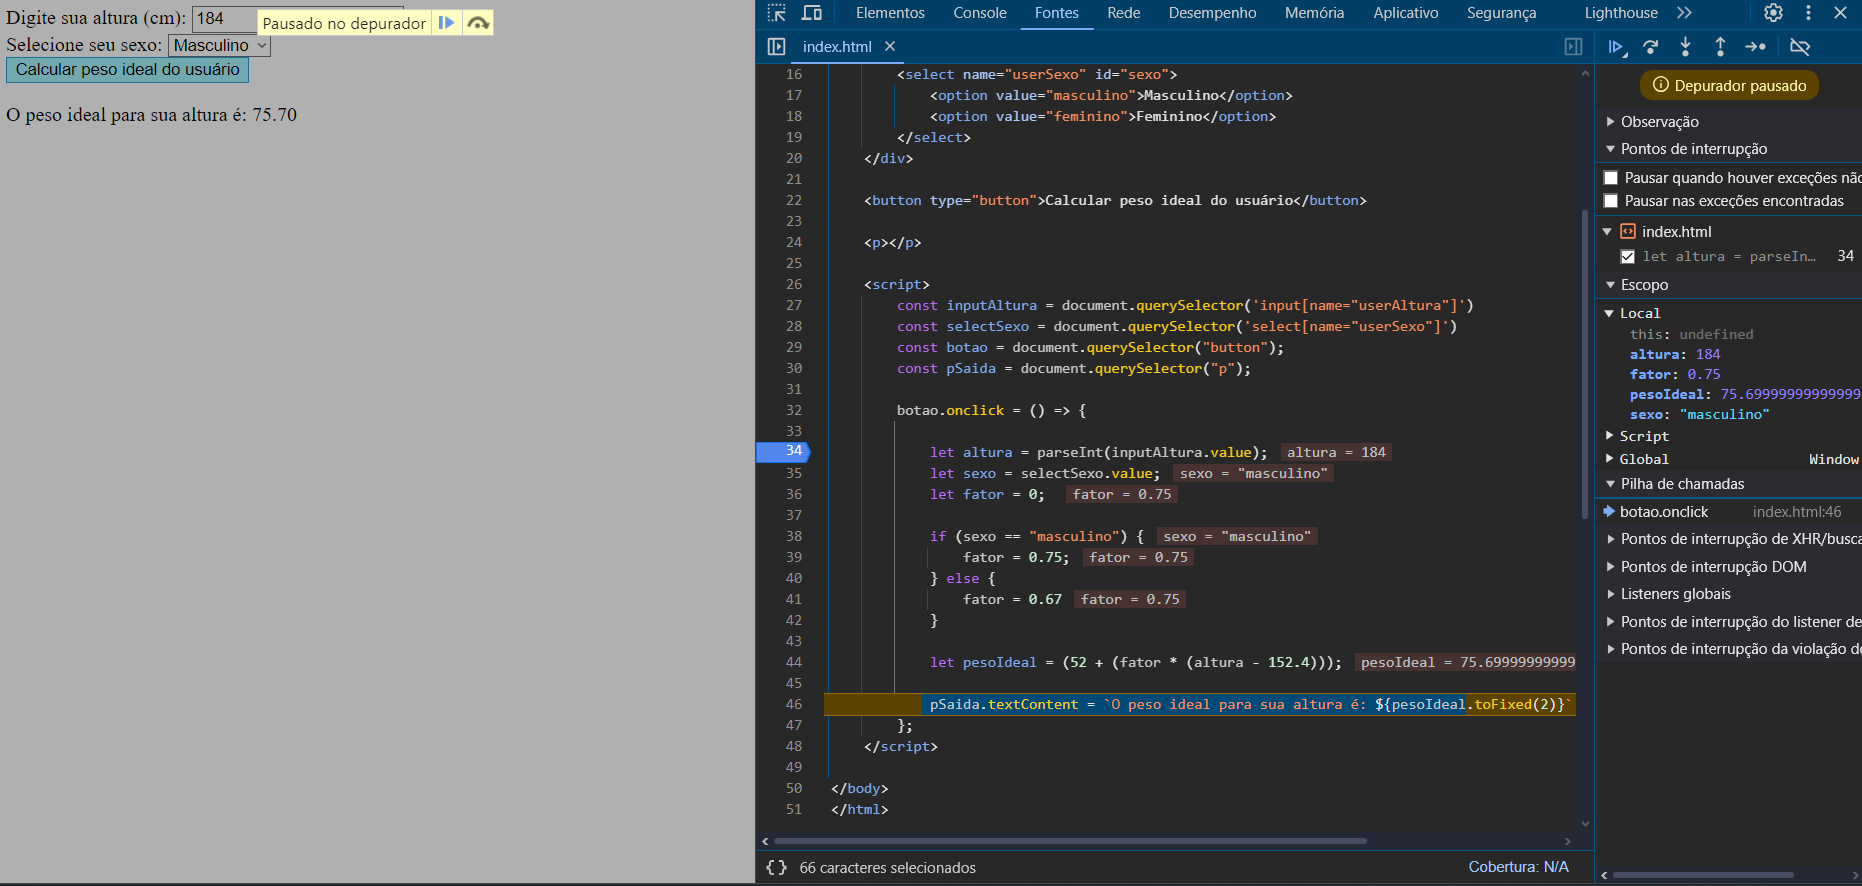 Digite sua altura (cm): 184
Pausado no depurador
Selecione seu sexo: Masculino
Calcular peso ideal do usuário
O peso ideal para sua altura é: 75.70
Elementos Console Fontes Rede Desempenho Memória Aplicativo Segurança Lighthouse
index.html
16 <select name="userSexo" id="sexo">
17 <option value="masculino">Masculino</option>
18 <option value="feminino">Feminino</option>
19 </select>
20 </div>
21
22 <button type="button">Calcular peso ideal do usuário</button>
23
24 <p></p>
25
26 <script>
27 const inputAltura = document.querySelector('input[name="userAltura"]')
28 const selectSexo = document.querySelector('select[name="userSexo"]')
29 const botao = document.querySelector("button");
30 const pSaida = document.querySelector("p");
31
32 botao.onclick = () => {
33
34 let altura = parseInt(inputAltura.value); altura = 184
35 let sexo = selectSexo.value; sexo = "masculino"
36 let fator = 0; fator = 0.75
37
38 if (sexo == "masculino") { sexo = "masculino"
39 fator = 0.75; fator = 0.75
40 } else {
41 fator = 0.67 fator = 0.75
42 }
43
44 let pesoIdeal = (52 + (fator * (altura - 152.4))); pesoIdeal = 75.69999999999
45
46 pSaida.textContent = `O peso ideal para sua altura é: ${pesoIdeal.toFixed(2)}`
47 };
48 </script>
49
50 </body>
51 </html>
{ } 66 caracteres selecionados
Cobertura: N/A
Depurador pausado
Observação
Pontos de interrupção
Pausar quando houver exceções não
Pausar nas exceções encontradas
index.html
let altura = parseIn… 34
Escopo
Local
this: undefined
altura: 184
fator: 0.75
pesoIdeal: 75.69999999999999
sexo: "masculino"
Script
Global Window
Pilha de chamadas
botao.onclick index.html:46
Pontos de interrupção de XHR/busca
Pontos de interrupção DOM
Listeners globais
Pontos de interrupção do listener de
Pontos de interrupção da violação de